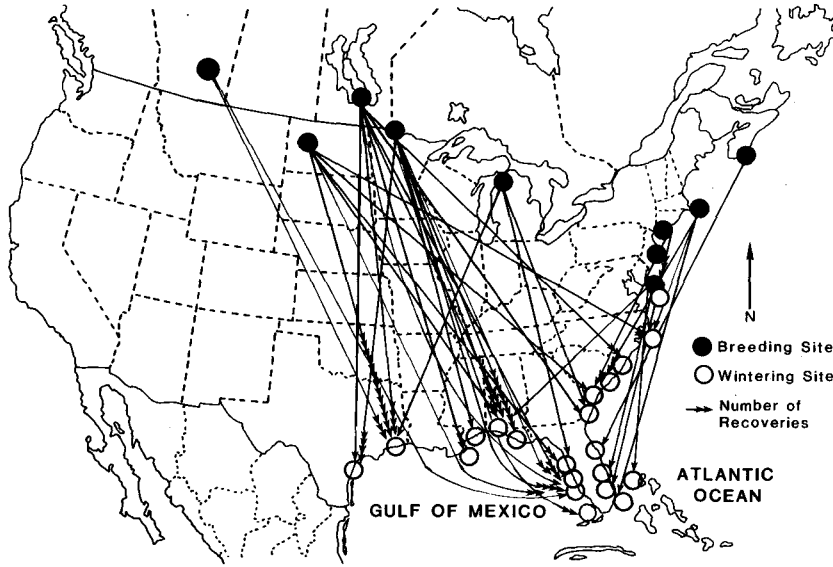 N
Breeding Site
Wintering Site
Number of
Recoveries
ATLANTIC
OCEAN
GULF OF MEXICO